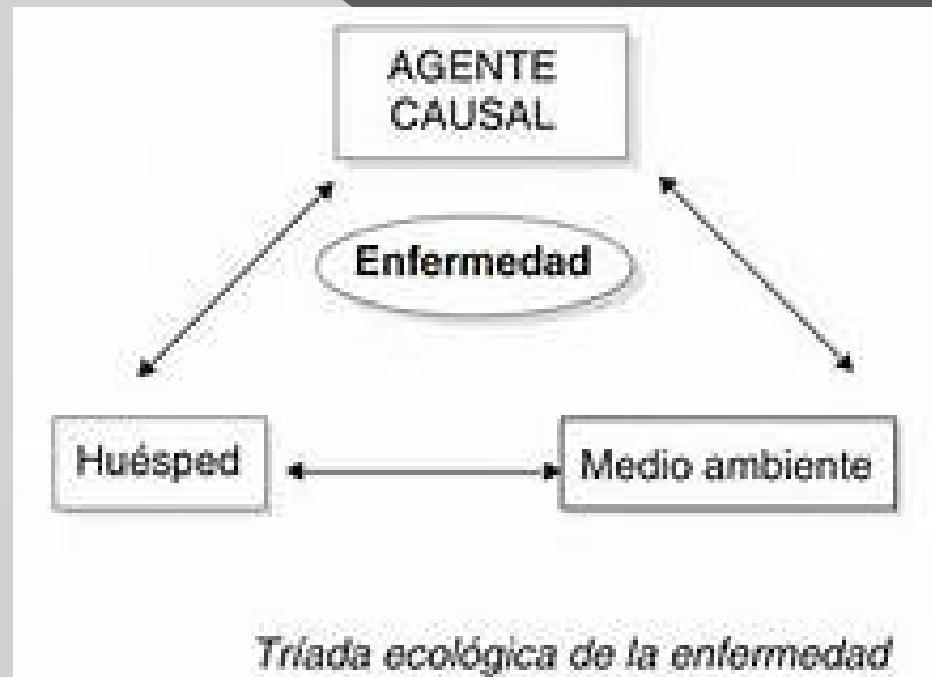 AGENTE
CAUSAL
Enfermedad
Huésped
Medio ambiente
Tríada ecológica de la enfermedad